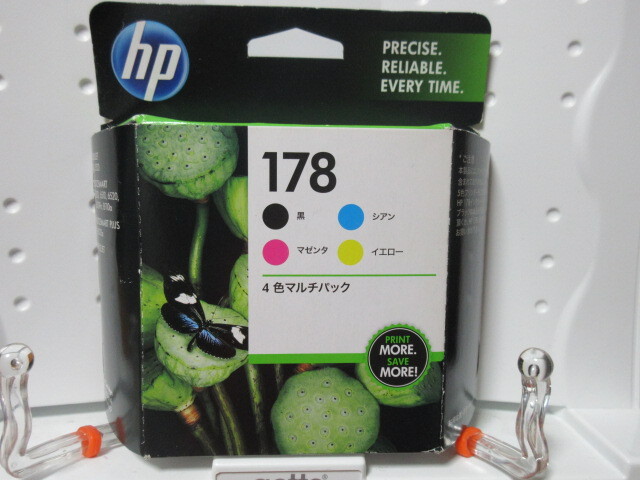 hp
PRECISE.
RELIABLE.
EVERY TIME.
178
黒
シアン
マゼンタ
イエロー
4色マルチパック
PRINT
MORE.
SAVE
MORE!